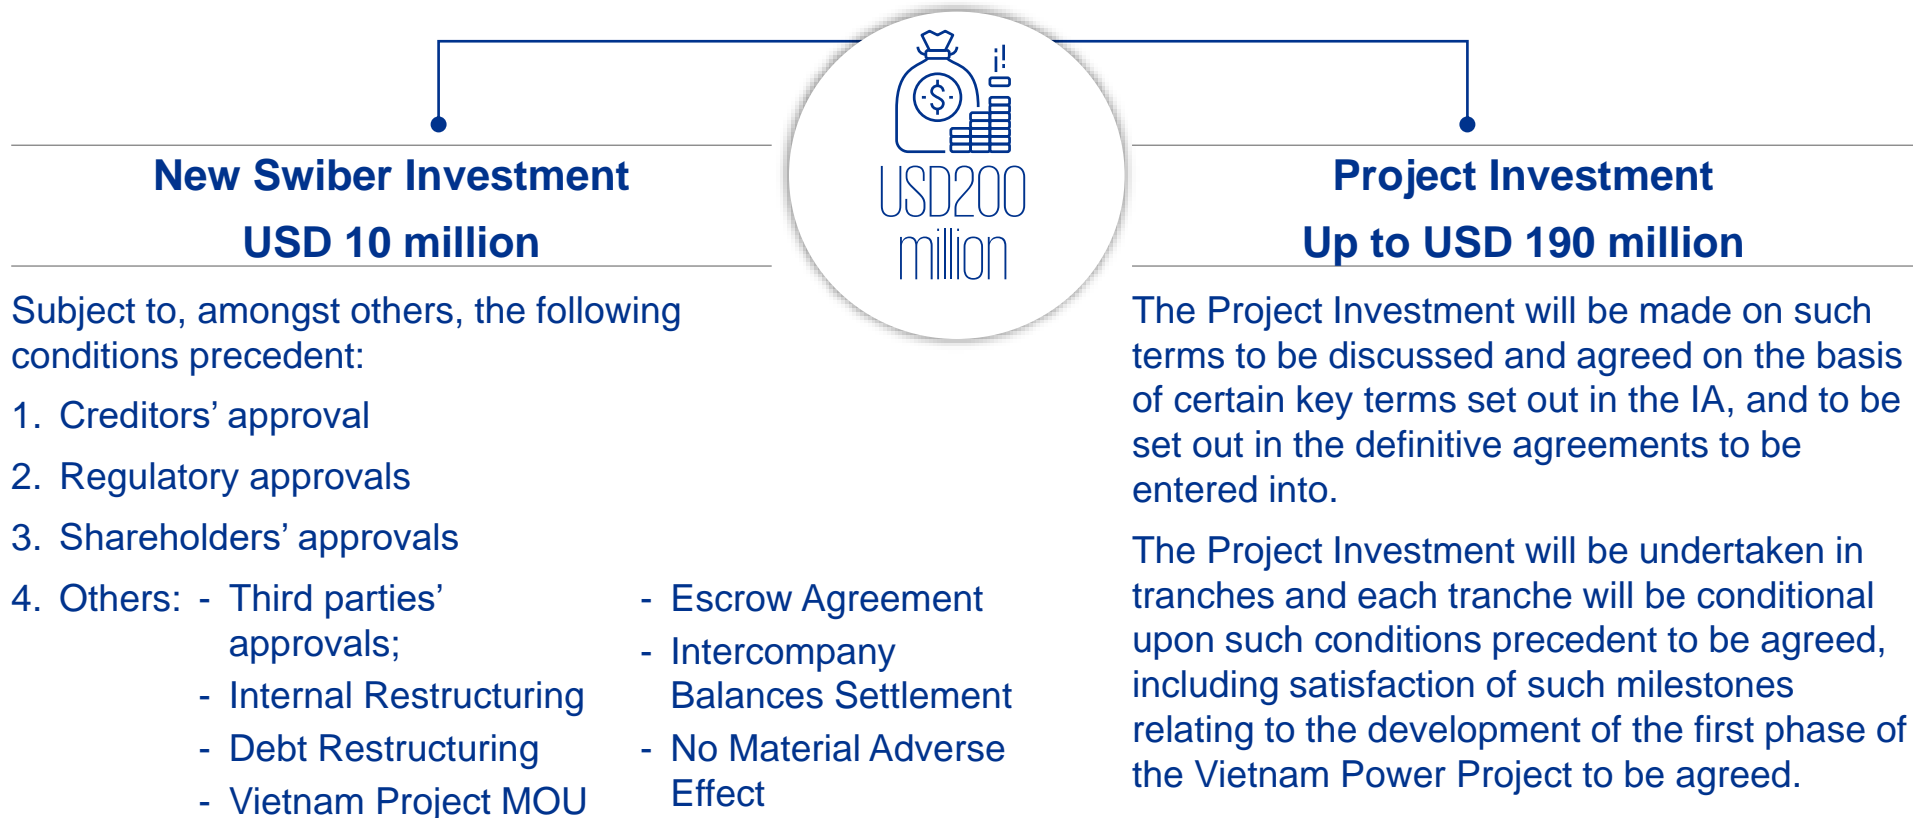 USD200
million
New Swiber Investment
USD 10 million
Subject to, amongst others, the following
conditions precedent:
1. Creditors’ approval
2. Regulatory approvals
3. Shareholders’ approvals
4. Others: - Third parties’
approvals;
- Internal Restructuring
- Debt Restructuring
- Vietnam Project MOU
- Escrow Agreement
- Intercompany
Balances Settlement
- No Material Adverse
Effect
Project Investment
Up to USD 190 million
The Project Investment will be made on such
terms to be discussed and agreed on the basis
of certain key terms set out in the IA, and to be
set out in the definitive agreements to be
entered into.
The Project Investment will be undertaken in
tranches and each tranche will be conditional
upon such conditions precedent to be agreed,
including satisfaction of such milestones
relating to the development of the first phase of
the Vietnam Power Project to be agreed.